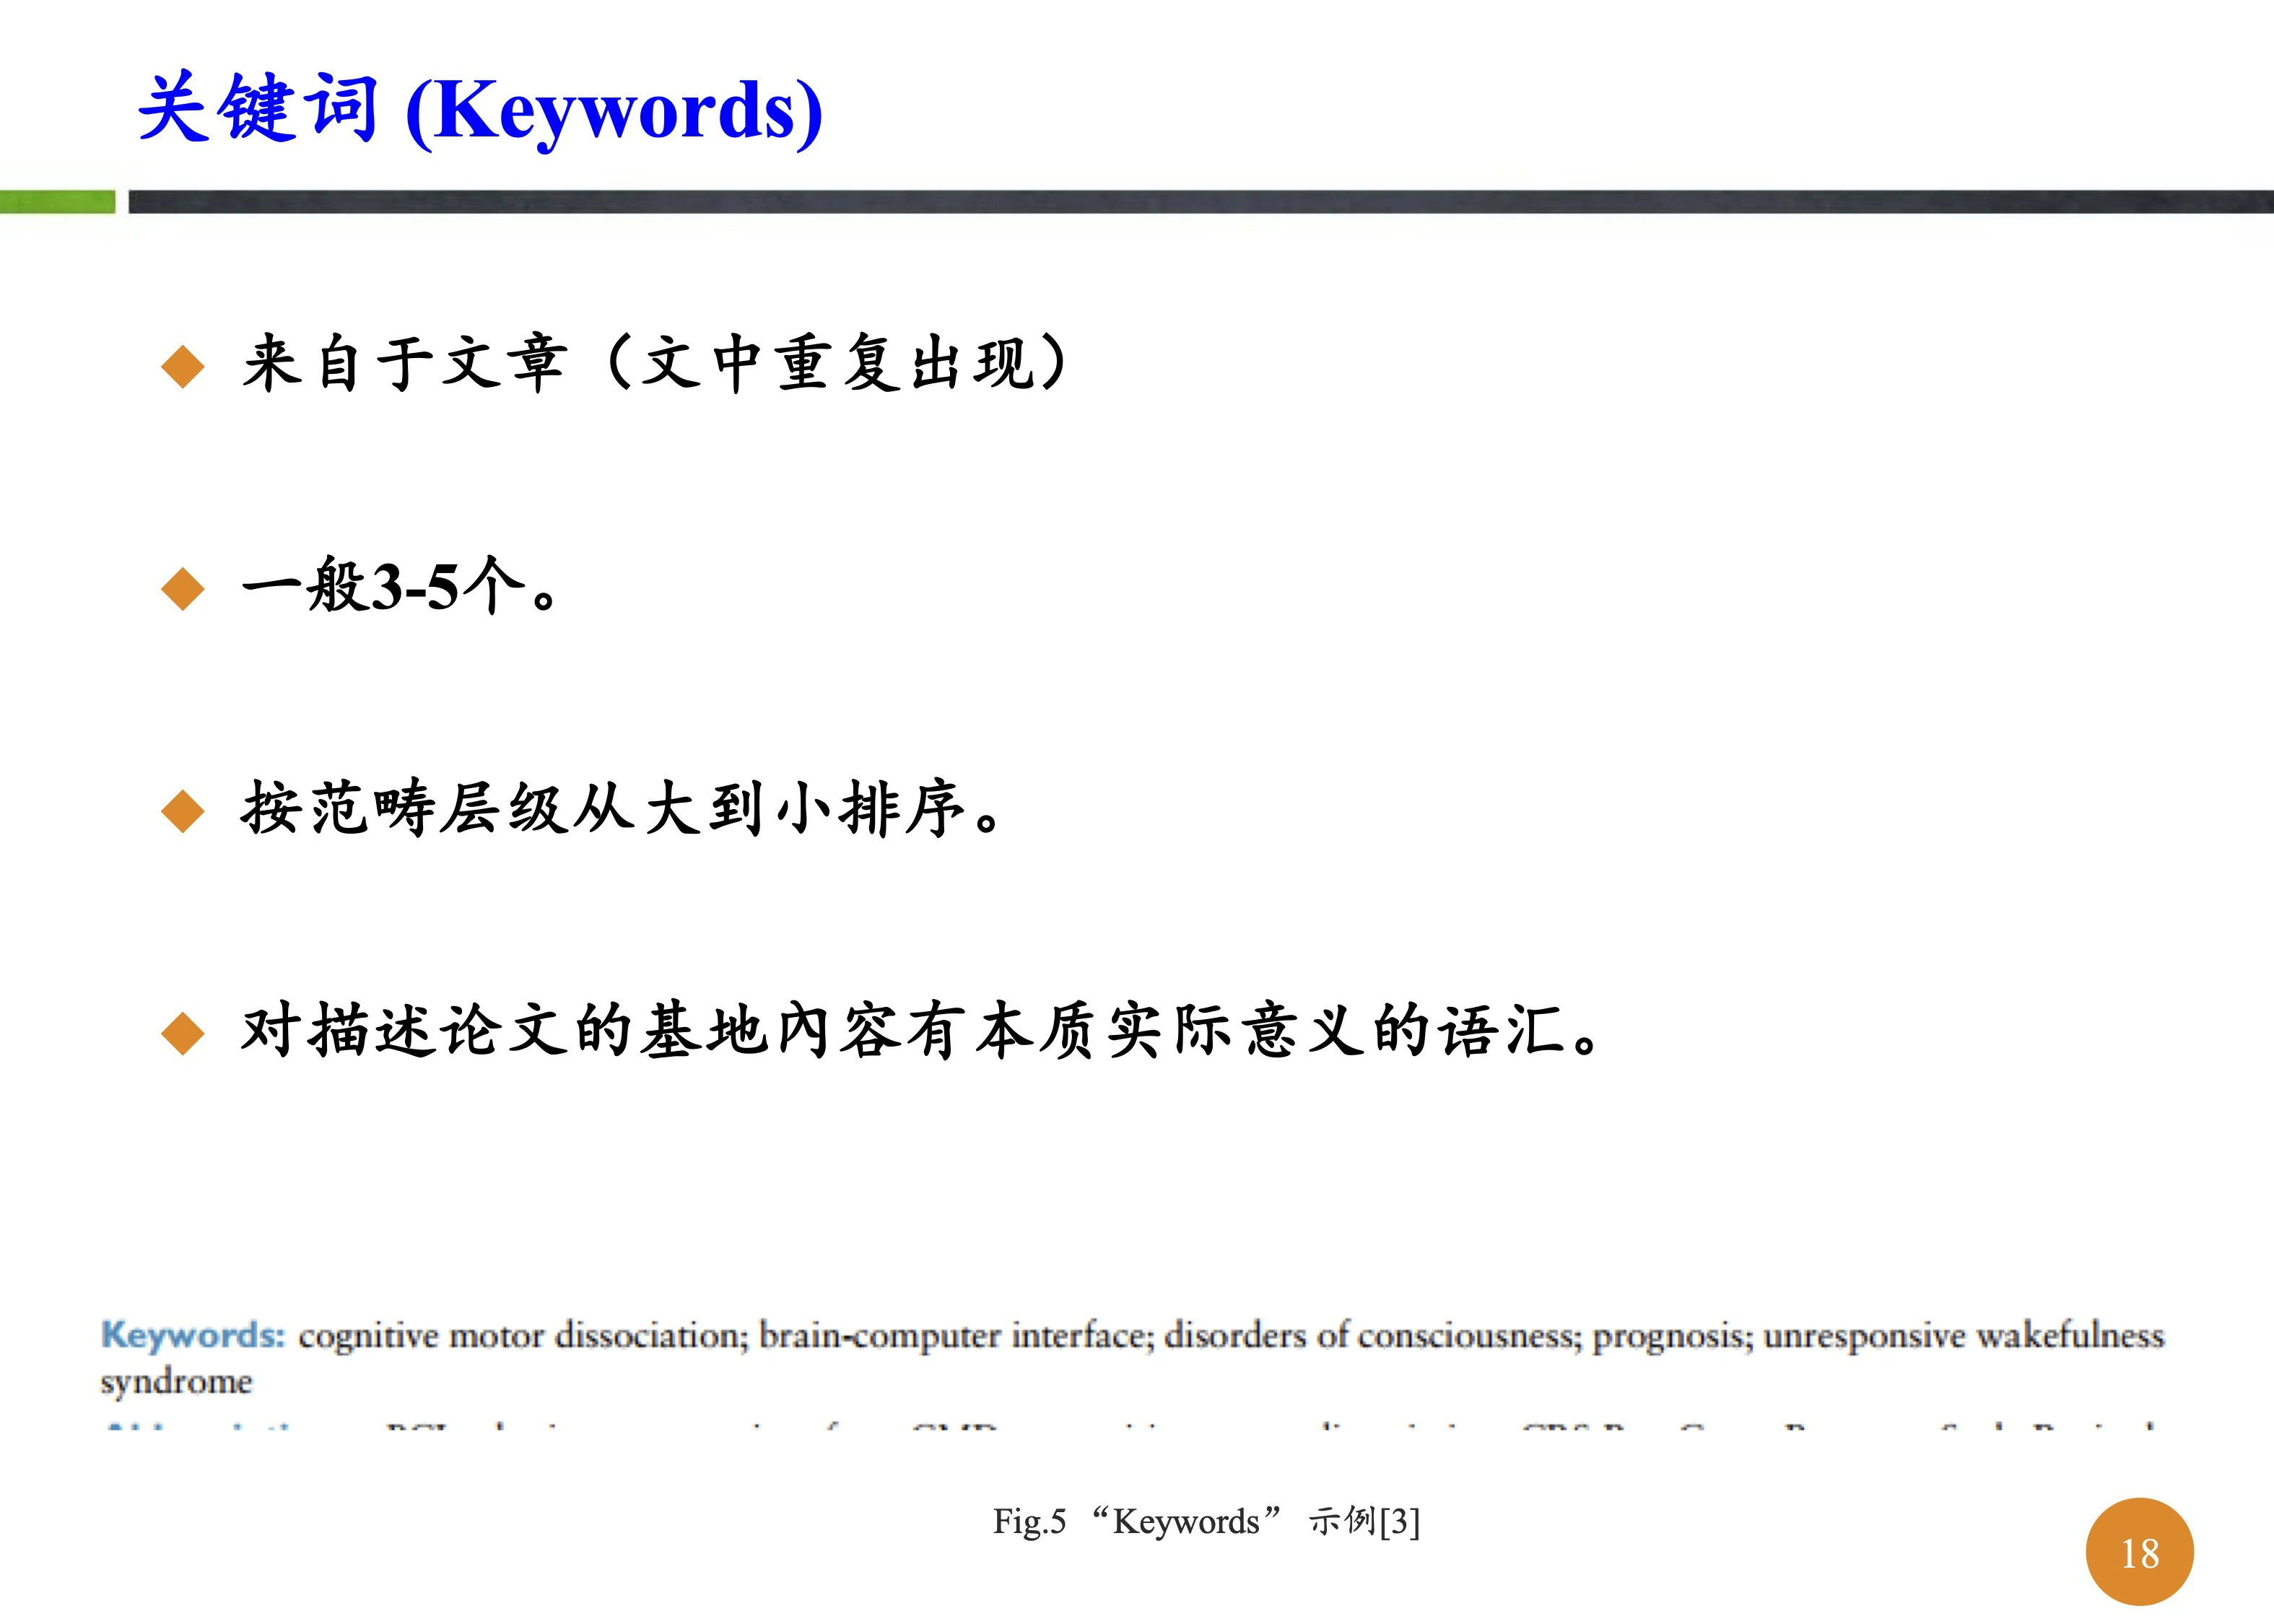 关键词 (Keywords)
来自于文章（文中重复出现）
一般3-5个。
按范畴层级从大到小排序。
对描述论文的基地内容有本质实际意义的语汇。
Keywords: cognitive motor dissociation; brain-computer interface; disorders of consciousness; prognosis; unresponsive wakefulness
syndrome
Fig.5 “Keywords” 示例[3]
18